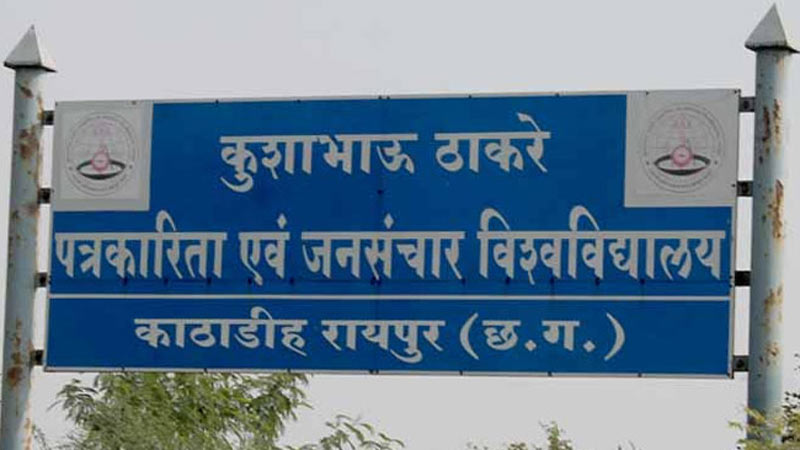 कुशाभाऊ ठाकरे
पत्रकारिता एवं जनसंचार विश्वविद्यालय
काठाडीह रायपुर (छ.ग.)